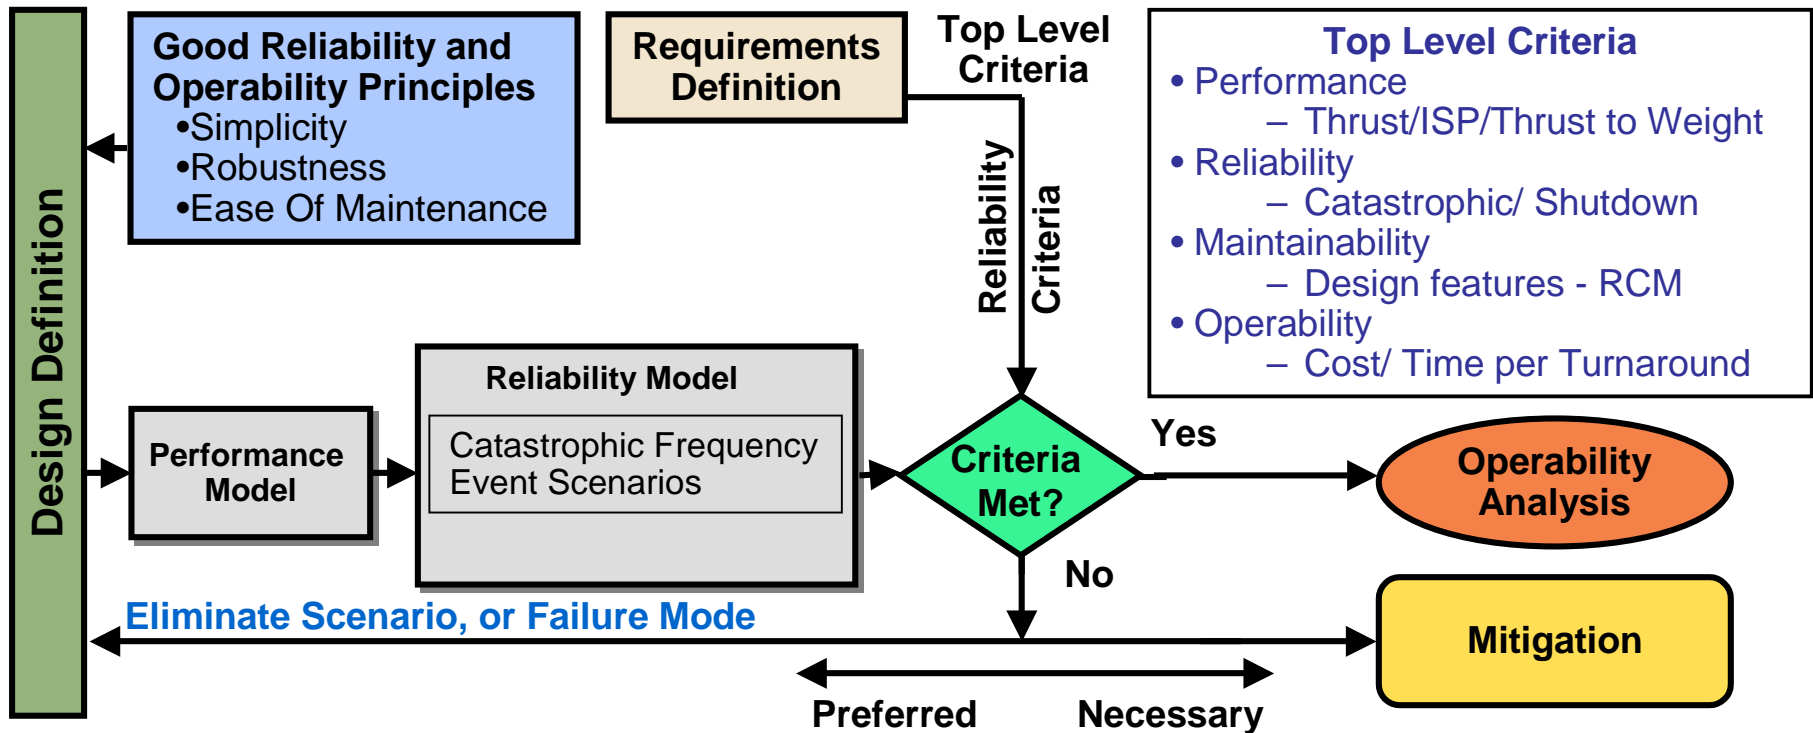 Design Definition
Good Reliability and
Operability Principles
•Simplicity
•Robustness
•Ease Of Maintenance
Requirements
Definition
Top Level
Criteria
Reliability
Criteria
Top Level Criteria
• Performance
– Thrust/ISP/Thrust to Weight
• Reliability
– Catastrophic/ Shutdown
• Maintainability
– Design features - RCM
• Operability
– Cost/ Time per Turnaround
Performance
Model
Reliability Model
Catastrophic Frequency
Event Scenarios
Criteria
Met?
Yes
Operability
Analysis
No
Eliminate Scenario, or Failure Mode
Mitigation
Preferred
Necessary